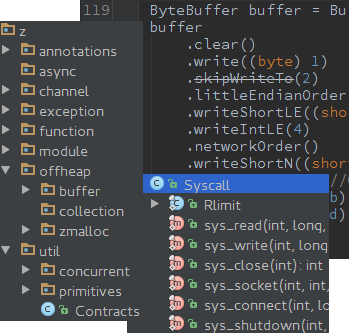 z
annotations
async
channel
exception
function
module
offheap
buffer
collection
zmalloc
util
concurrent
primitives
Contracts
119 ByteBuffer buffer = Bu
buffer
.clear()
.write((byte) 1)
.skipWriteTo(2)
.littleEndianOrder
.writeShortLE((sho
.writeIntLE(4)
.networkOrder()
.writeShortN((shor
Syscall
Rlimit
sys_read(int, long,
sys_write(int, long
sys_close(int): int
sys_socket(int, int,
sys_connect(int, lo
sys_shutdown(int,